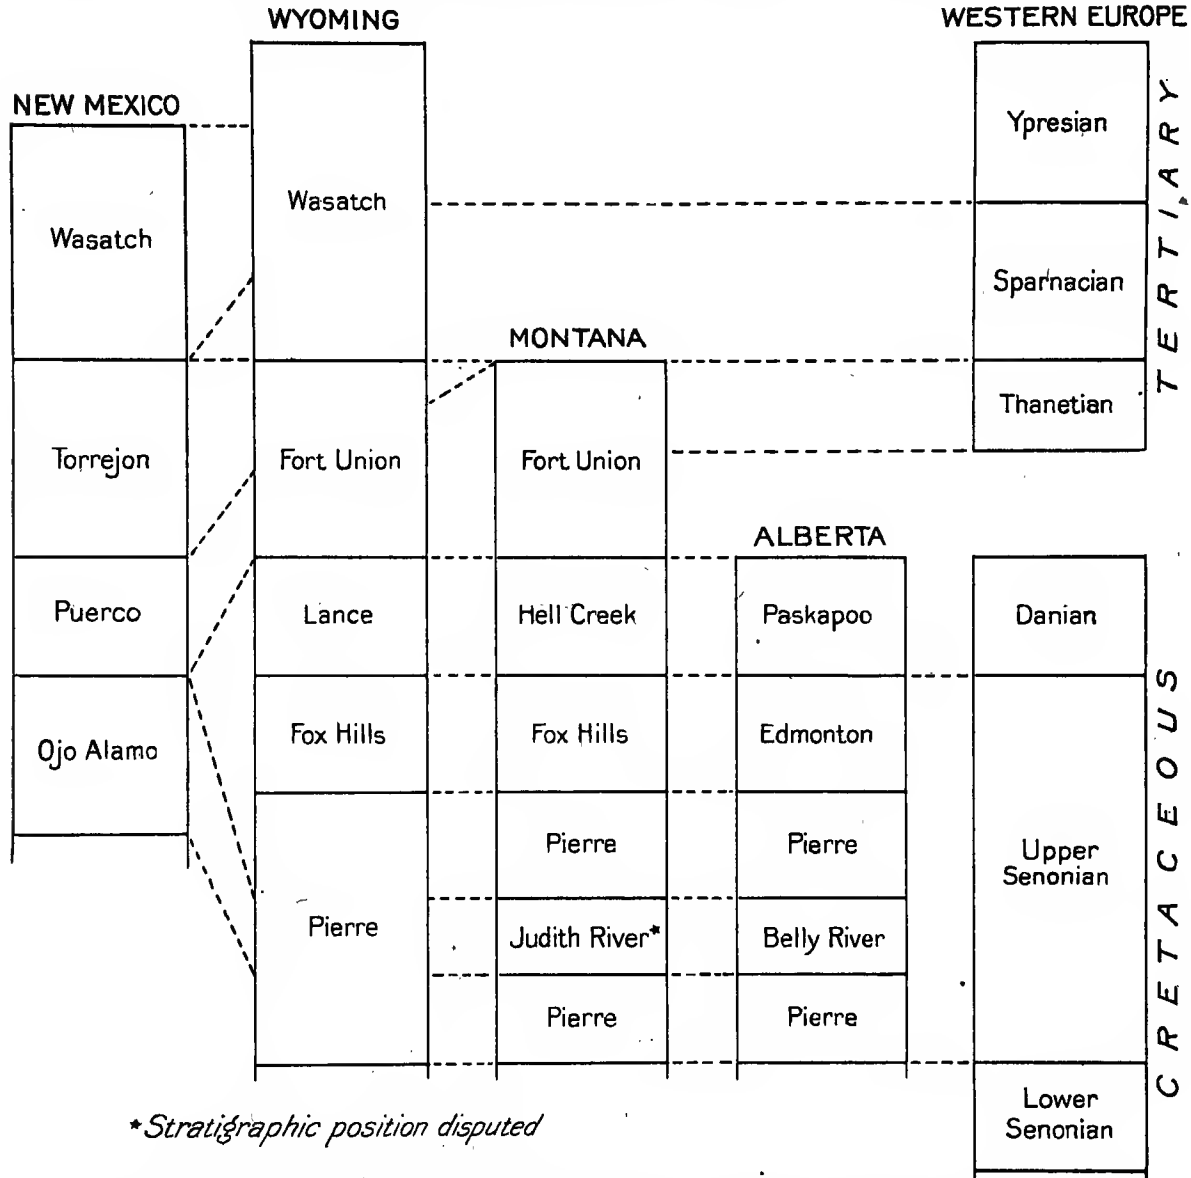 WYOMING
WESTERN EUROPE
NEW MEXICO
Wasatch
Torrejon
Puerco
Ojo Alamo
Wasatch
Fort Union
Lance
Fox Hills
Pierre
MONTANA
Fort Union
Hell Creek
Fox Hills
Pierre
Judith River*
Pierre
ALBERTA
Paskapoo
Edmonton
Pierre
Belly River
Pierre
Ypresian
Sparnacian
Thanetian
Danian
Upper
Senonian
Lower
Senonian
TERTIARY
CRETACEOUS
*Stratigraphic position disputed